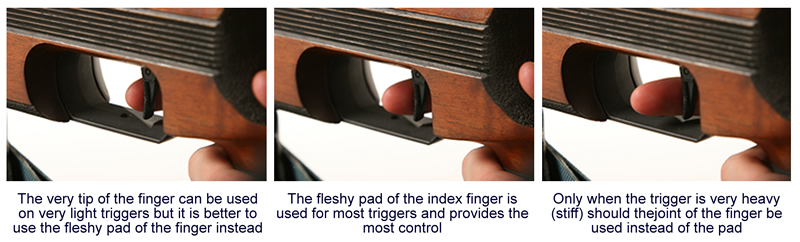 The very tip of the finger can be used
on very light triggers but it is better to
use the fleshy pad of the finger instead
The fleshy pad of the index finger is
used for most triggers and provides the
most control
Only when the trigger is very heavy
(stiff) should thejoint of the finger be
used instead of the pad